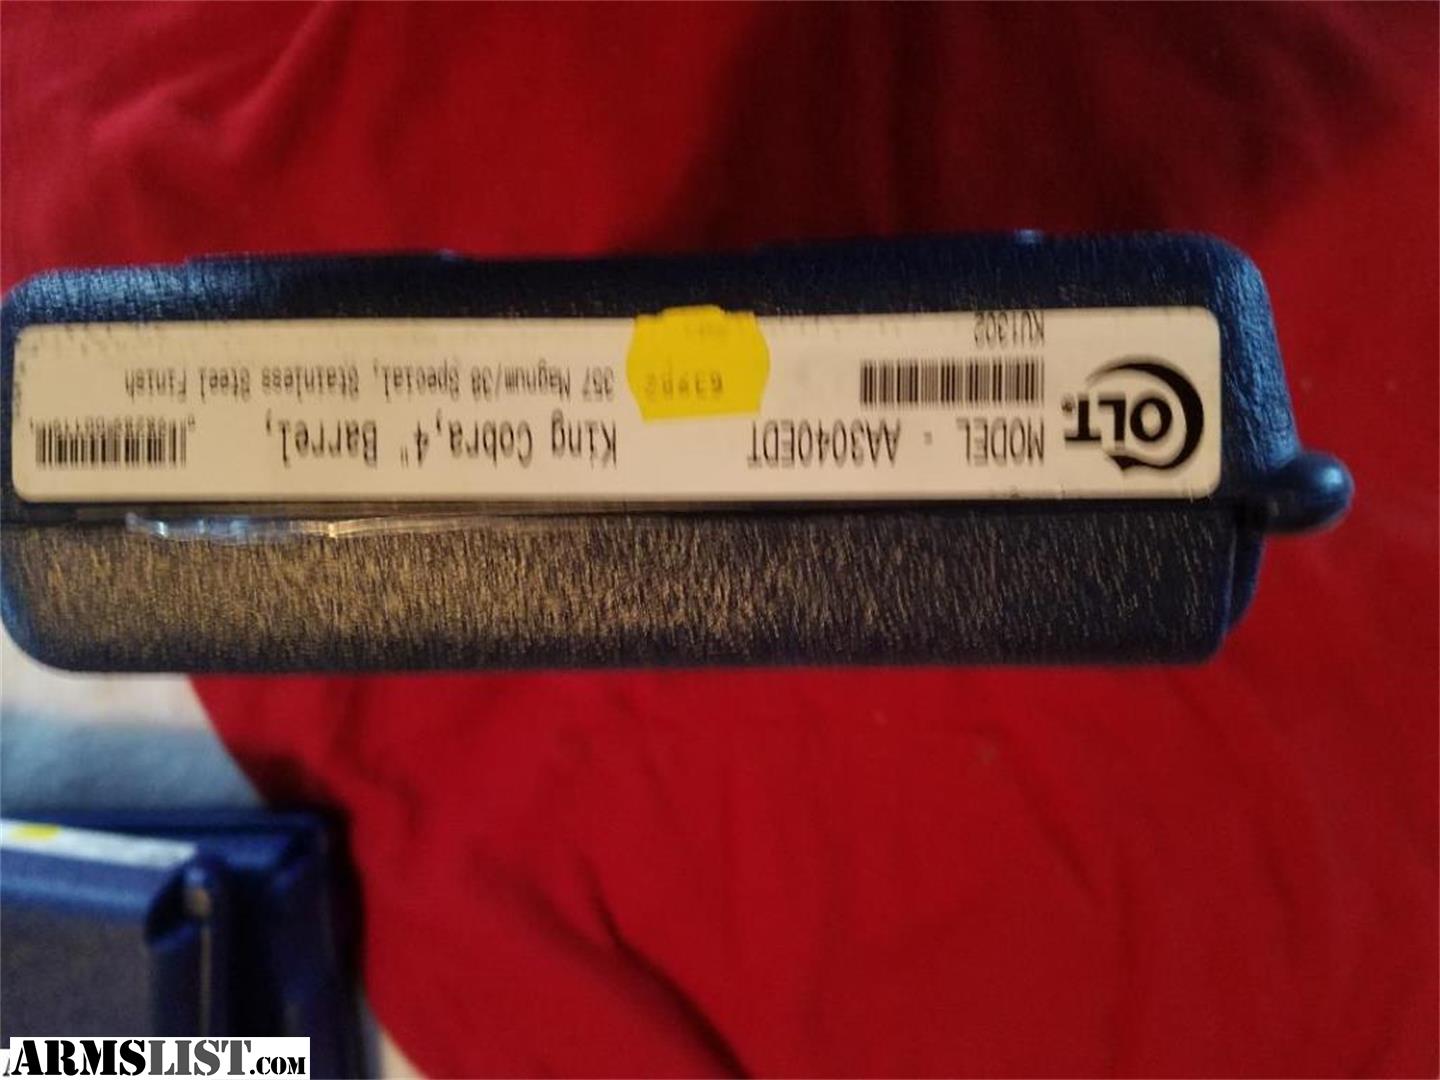 COLT
MODEL - AA3040EDT
KU1302
King Cobra,4" Barrel,
357 Magnum/38 Special, Stainless Steel Finish
ARMSLIST.COM